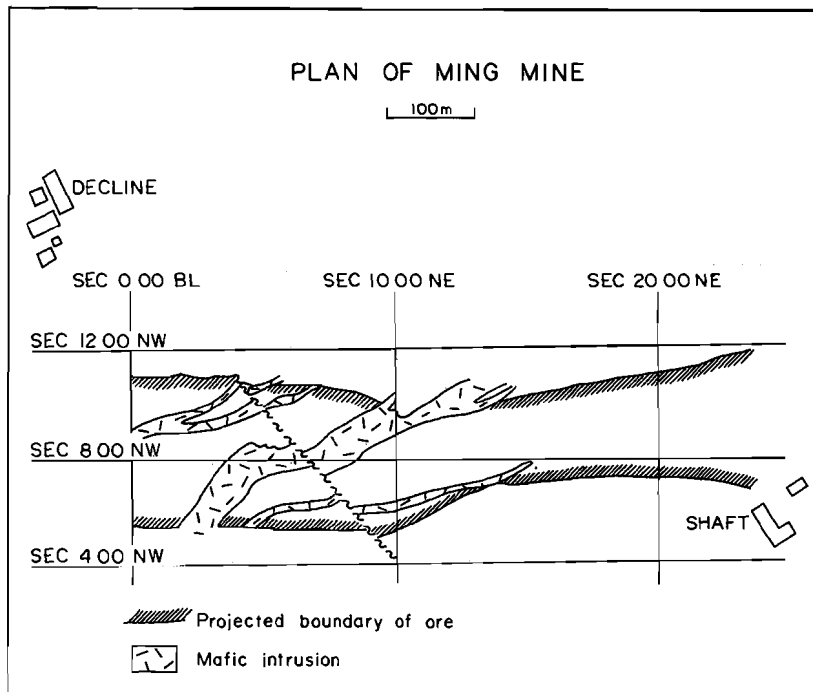 PLAN OF MING MINE
100m
DECLINE
SEC 0 00 BL
SEC 10 00 NE
SEC 20 00 NE
SEC 12 00 NW
SEC 8 00 NW
SHAFT
SEC 4 00 NW
Projected boundary of ore
Mafic intrusion